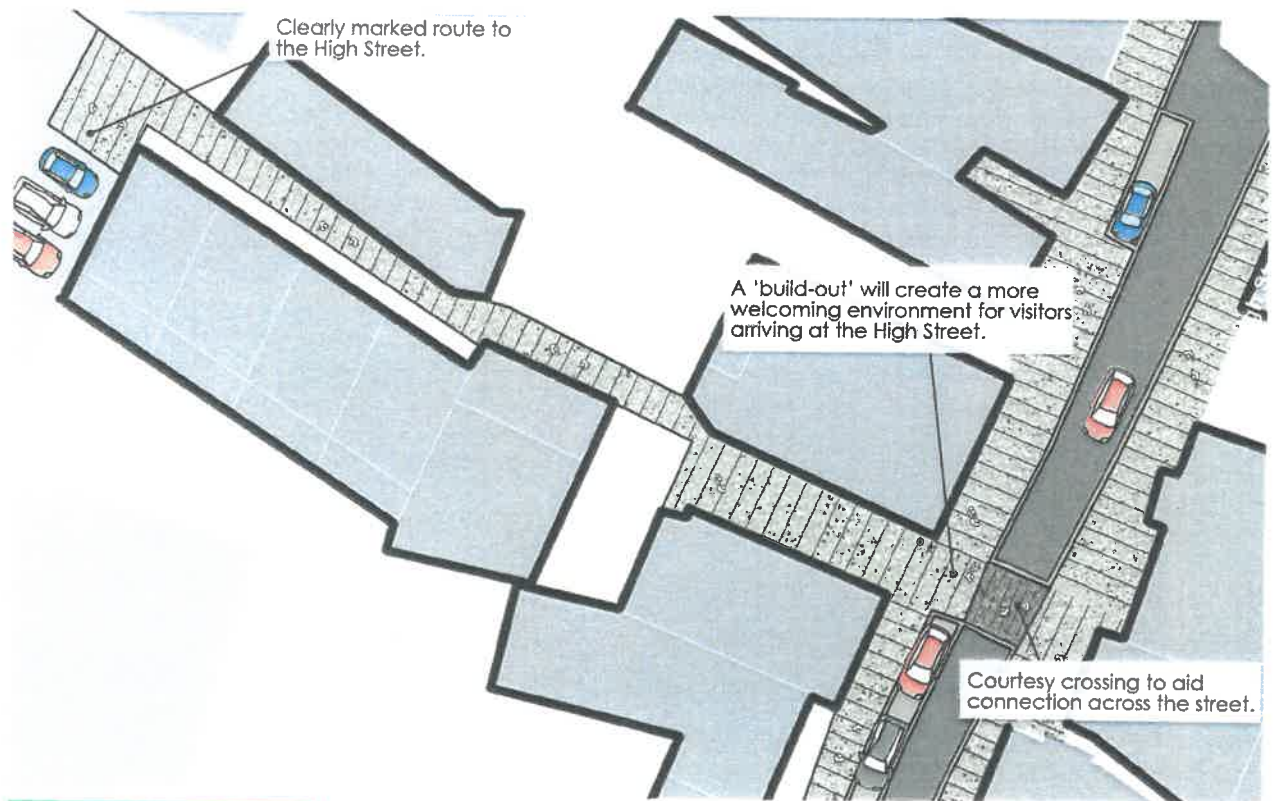 Clearly marked route to
the High Street.
A 'build-out' will create a more
welcoming environment for visitors
arriving at the High Street.
Courtesy crossing to aid
connection across the street.